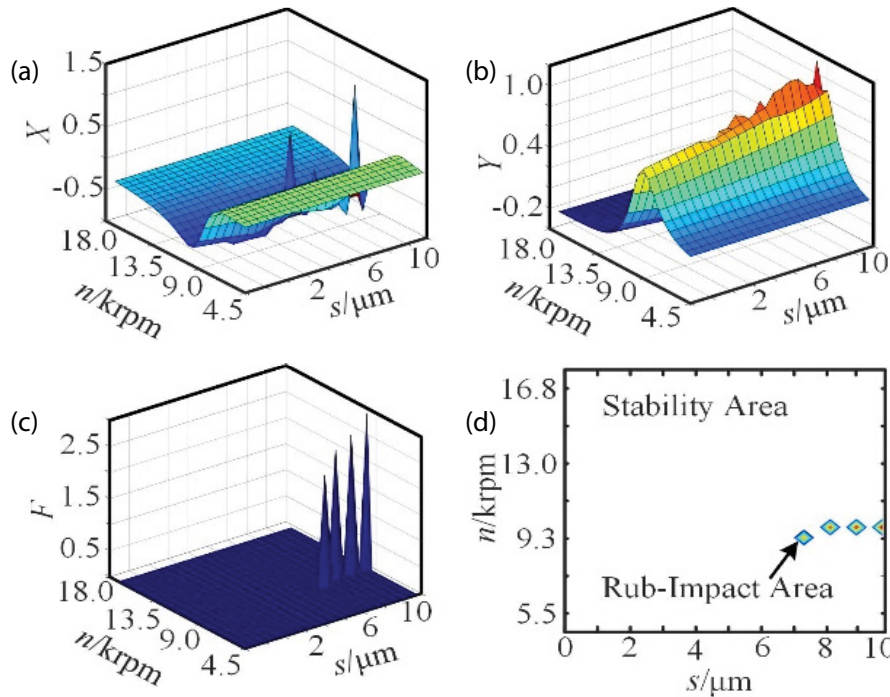 (a)
1.5
0.5
-0.5
X
18.0
13.5
9.0
4.5
n/krpm
2
6
10
s/μm
(b)
1.0
0.4
-0.2
Y
18.0
13.5
9.0
4.5
n/krpm
2
6
10
s/μm
(c)
2.5
1.5
0.5
F
18.0
13.5
9.0
4.5
n/krpm
2
6
10
s/μm
(d)
16.8
13.0
9.3
5.5
n/krpm
Stability Area
Rub-Impact Area
0 2 4 6 8 10
s/μm